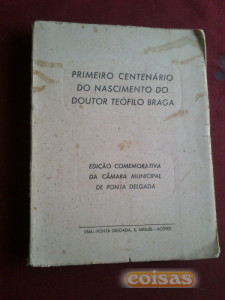 PRIMEIRO CENTENÁRIO
DO NASCIMENTO DO
DOUTOR TEÓFILO BRAGA
EDIÇÃO COMEMORATIVA
DA CÂMARA MUNICIPAL
DE PONTA DELGADA
PONTA DELGADA, S. MIGUEL—AÇORES
coisas